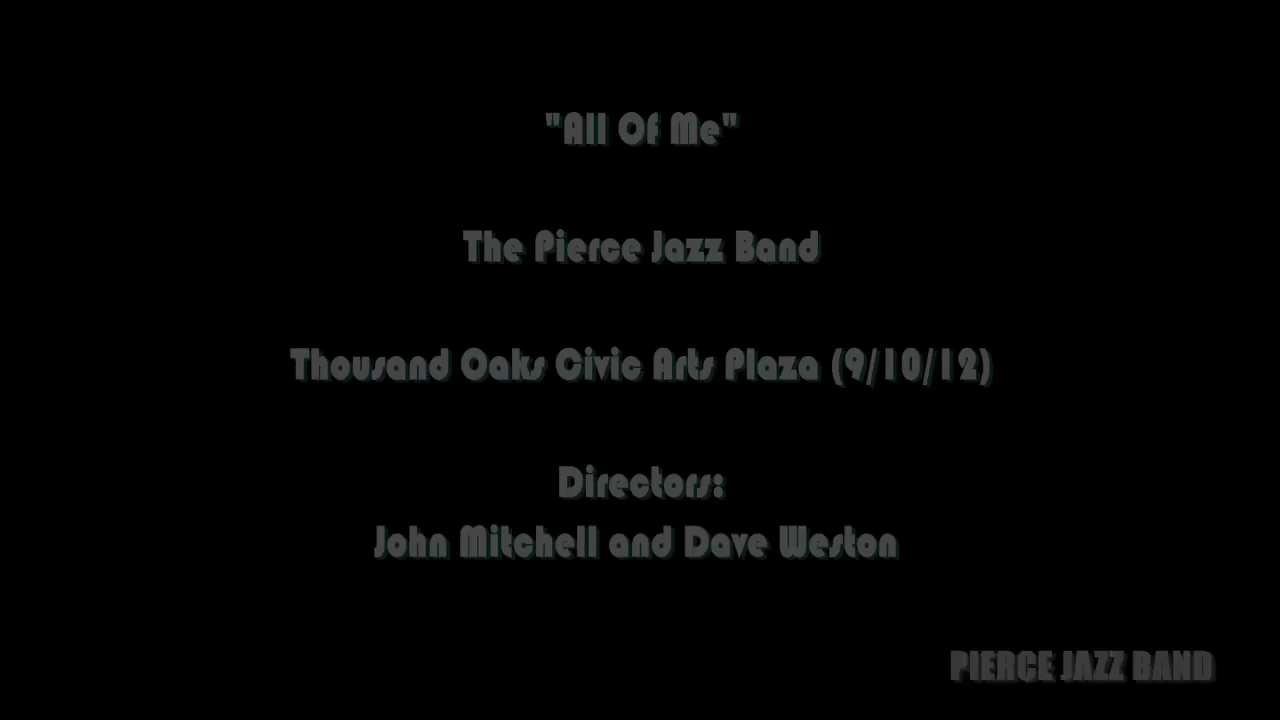 "All Of Me"
The Pierce Jazz Band
Thousand Oaks Civic Arts Plaza (9/10/12)
Directors:
John Mitchell and Dave Weston
PIERCE JAZZ BAND